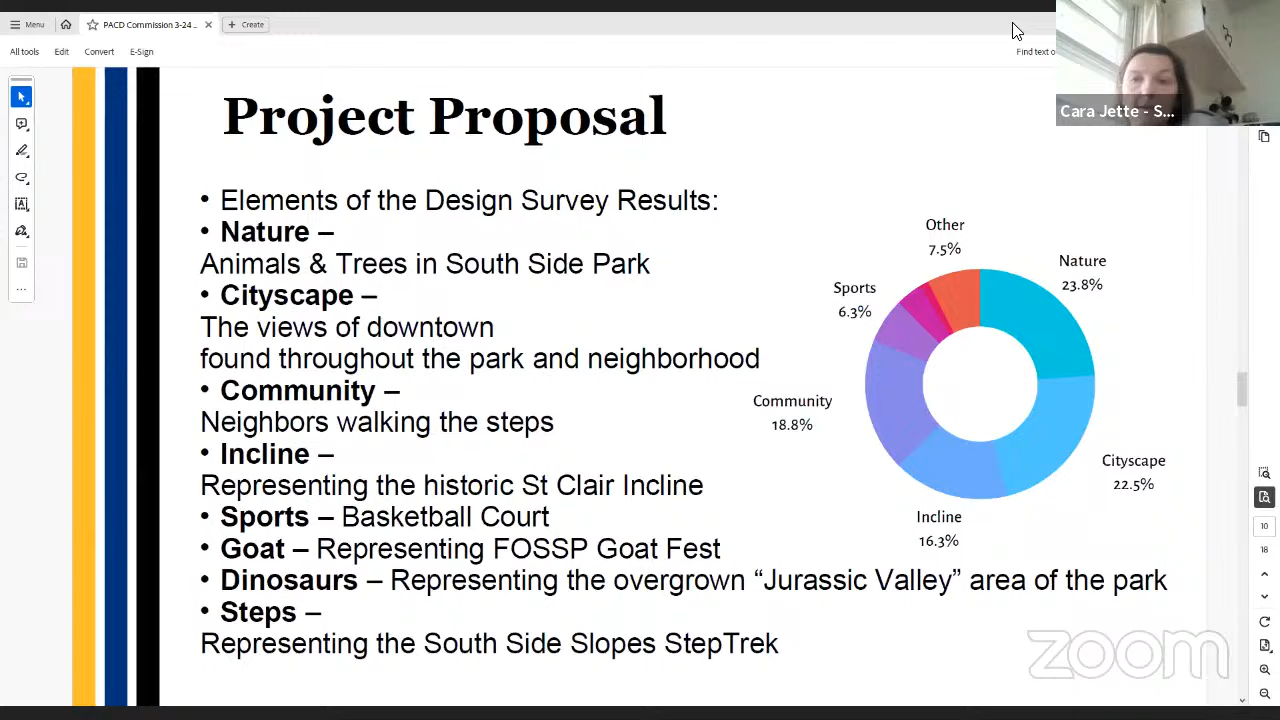 Menu
PACD Commission 3-24 ...
Create
All tools
Edit
Convert
E-Sign
Find text o
Cara Jette - S...
Project Proposal
• Elements of the Design Survey Results:
• Nature –
Animals & Trees in South Side Park
• Cityscape –
The views of downtown
found throughout the park and neighborhood
• Community –
Neighbors walking the steps
• Incline –
Representing the historic St Clair Incline
• Sports – Basketball Court
• Goat – Representing FOSSP Goat Fest
• Dinosaurs – Representing the overgrown “Jurassic Valley” area of the park
• Steps –
Representing the South Side Slopes StepTrek
Other
7.5%
Nature
23.8%
Sports
6.3%
Community
18.8%
Cityscape
22.5%
Incline
16.3%
10
18
zoom